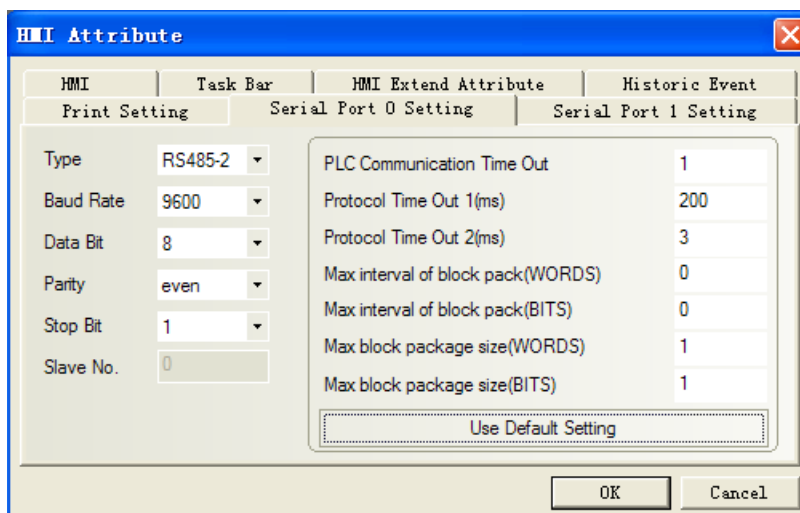 HMI Attribute
HMI Task Bar HMI Extend Attribute Historic Event
Print Setting Serial Port 0 Setting Serial Port 1 Setting
Type RS485-2
Baud Rate 9600
Data Bit 8
Parity even
Stop Bit 1
Slave No. 0
PLC Communication Time Out 1
Protocol Time Out 1(ms) 200
Protocol Time Out 2(ms) 3
Max interval of block pack(WORDS) 0
Max interval of block pack(BITS) 0
Max block package size(WORDS) 1
Max block package size(BITS) 1
Use Default Setting
OK Cancel